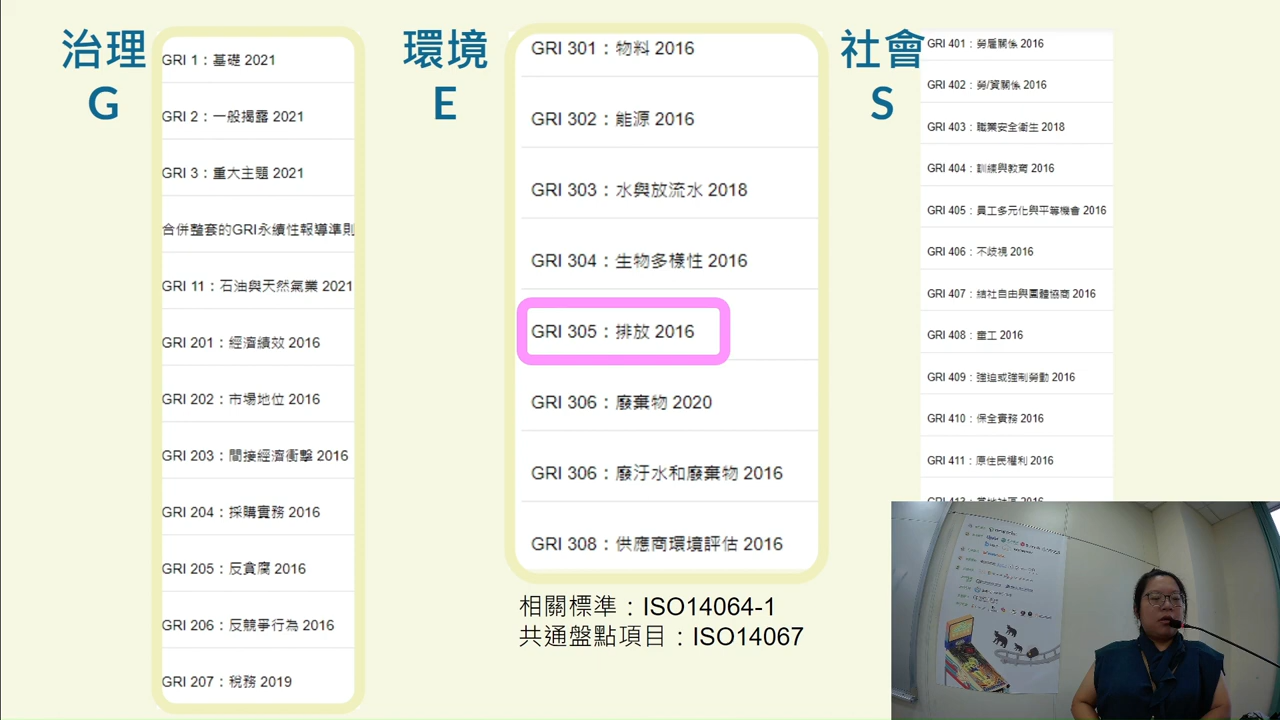 治理
G
GRI 1：基礎 2021
GRI 2：一般揭露 2021
GRI 3：重大主題 2021
合併整套的GRI永續性報導準則
GRI 11：石油與天然氣業 2021
GRI 201：經濟績效 2016
GRI 202：市場地位 2016
GRI 203：間接經濟衝擊 2016
GRI 204：採購實務 2016
GRI 205：反貪腐 2016
GRI 206：反競爭行為 2016
GRI 207：稅務 2019
環境
E
GRI 301：物料 2016
GRI 302：能源 2016
GRI 303：水與放流水 2018
GRI 304：生物多樣性 2016
GRI 305：排放 2016
GRI 306：廢棄物 2020
GRI 306：廢汙水和廢棄物 2016
GRI 308：供應商環境評估 2016
相關標準：ISO14064-1
共通盤點項目：ISO14067
社會
S
GRI 401：勞雇關係 2016
GRI 402：勞/資關係 2016
GRI 403：職業安全衛生 2018
GRI 404：訓練與教育 2016
GRI 405：員工多元化與平等機會 2016
GRI 406：不歧視 2016
GRI 407：結社自由與團體協商 2016
GRI 408：童工 2016
GRI 409：強迫或強制勞動 2016
GRI 410：保全實務 2016
GRI 411：原住民權利 2016